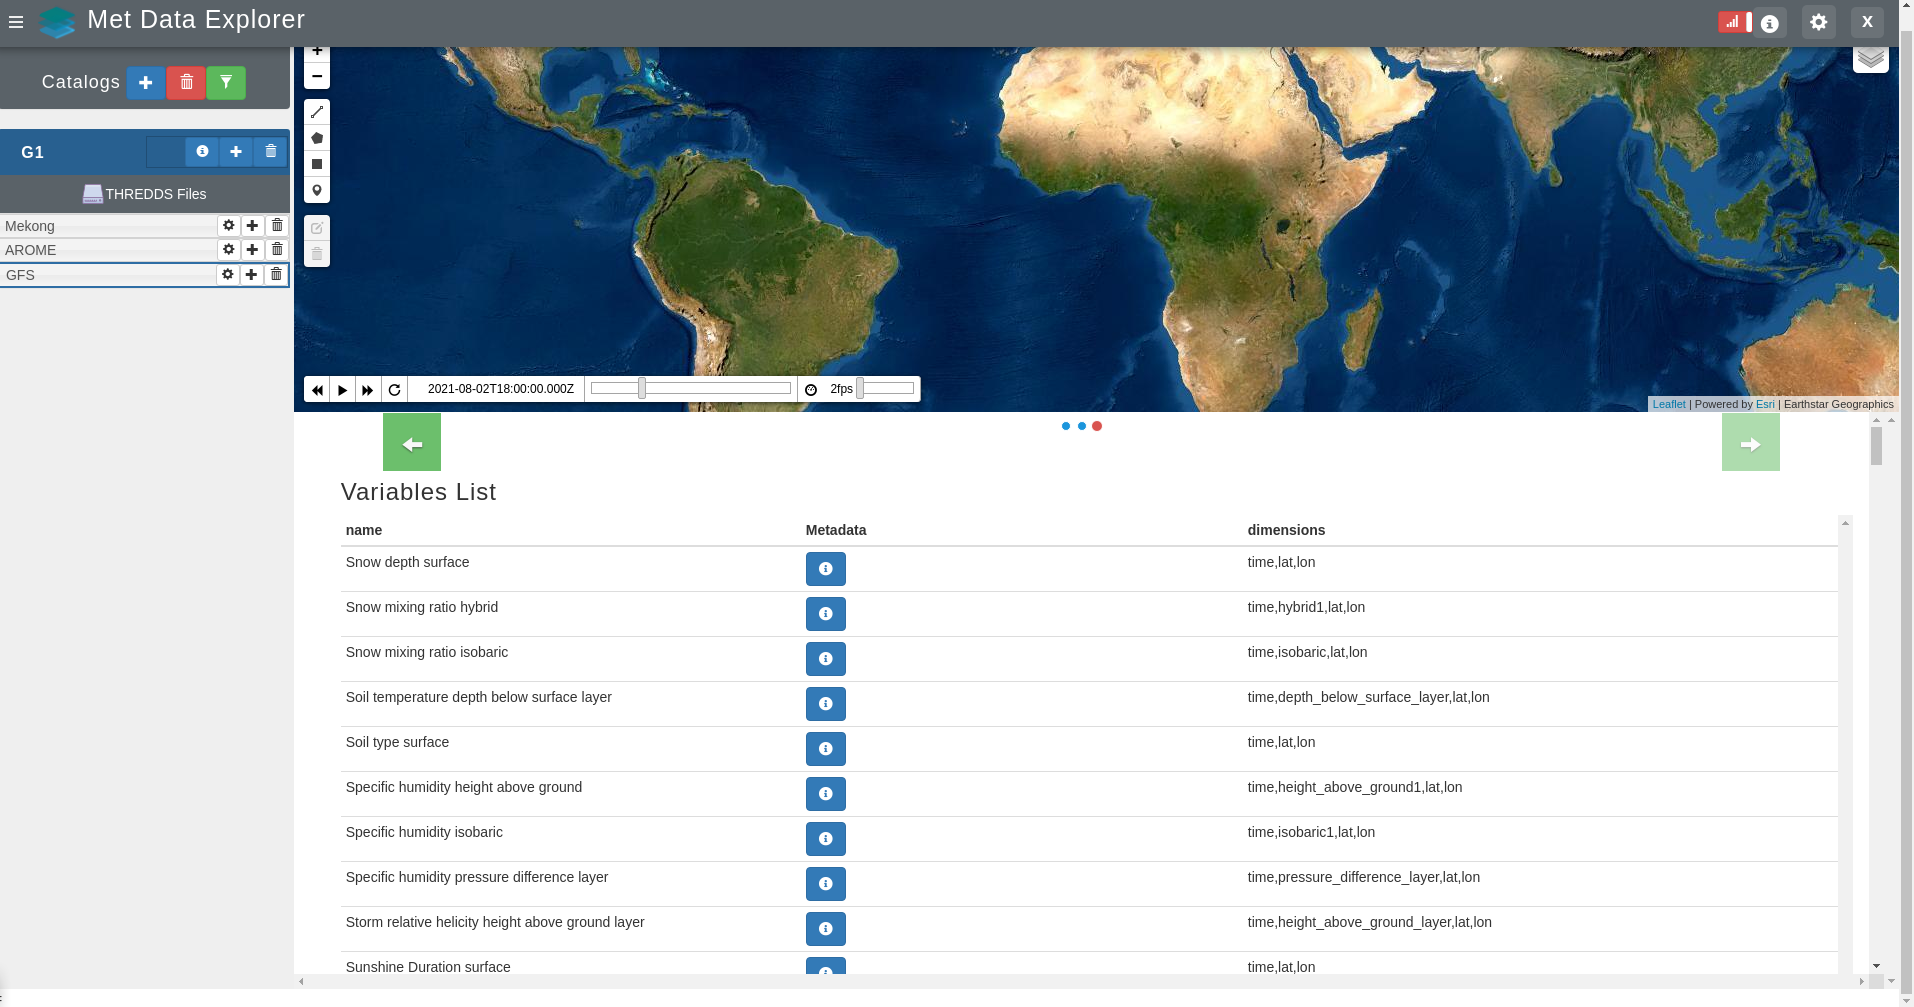 Met Data Explorer
X
Catalogs
G1
THREDDS Files
Mekong
AROME
GFS
2021-08-02T18:00:00.000Z
2fps
Leaflet | Powered by Esri | Earthstar Geographics
Variables List
name Metadata dimensions
Snow depth surface time,lat,lon
Snow mixing ratio hybrid time,hybrid1,lat,lon
Snow mixing ratio isobaric time,isobaric,lat,lon
Soil temperature depth below surface layer time,depth_below_surface_layer,lat,lon
Soil type surface time,lat,lon
Specific humidity height above ground time,height_above_ground1,lat,lon
Specific humidity isobaric time,isobaric1,lat,lon
Specific humidity pressure difference layer time,pressure_difference_layer,lat,lon
Storm relative helicity height above ground layer time,height_above_ground_layer,lat,lon
Sunshine Duration surface time,lat,lon